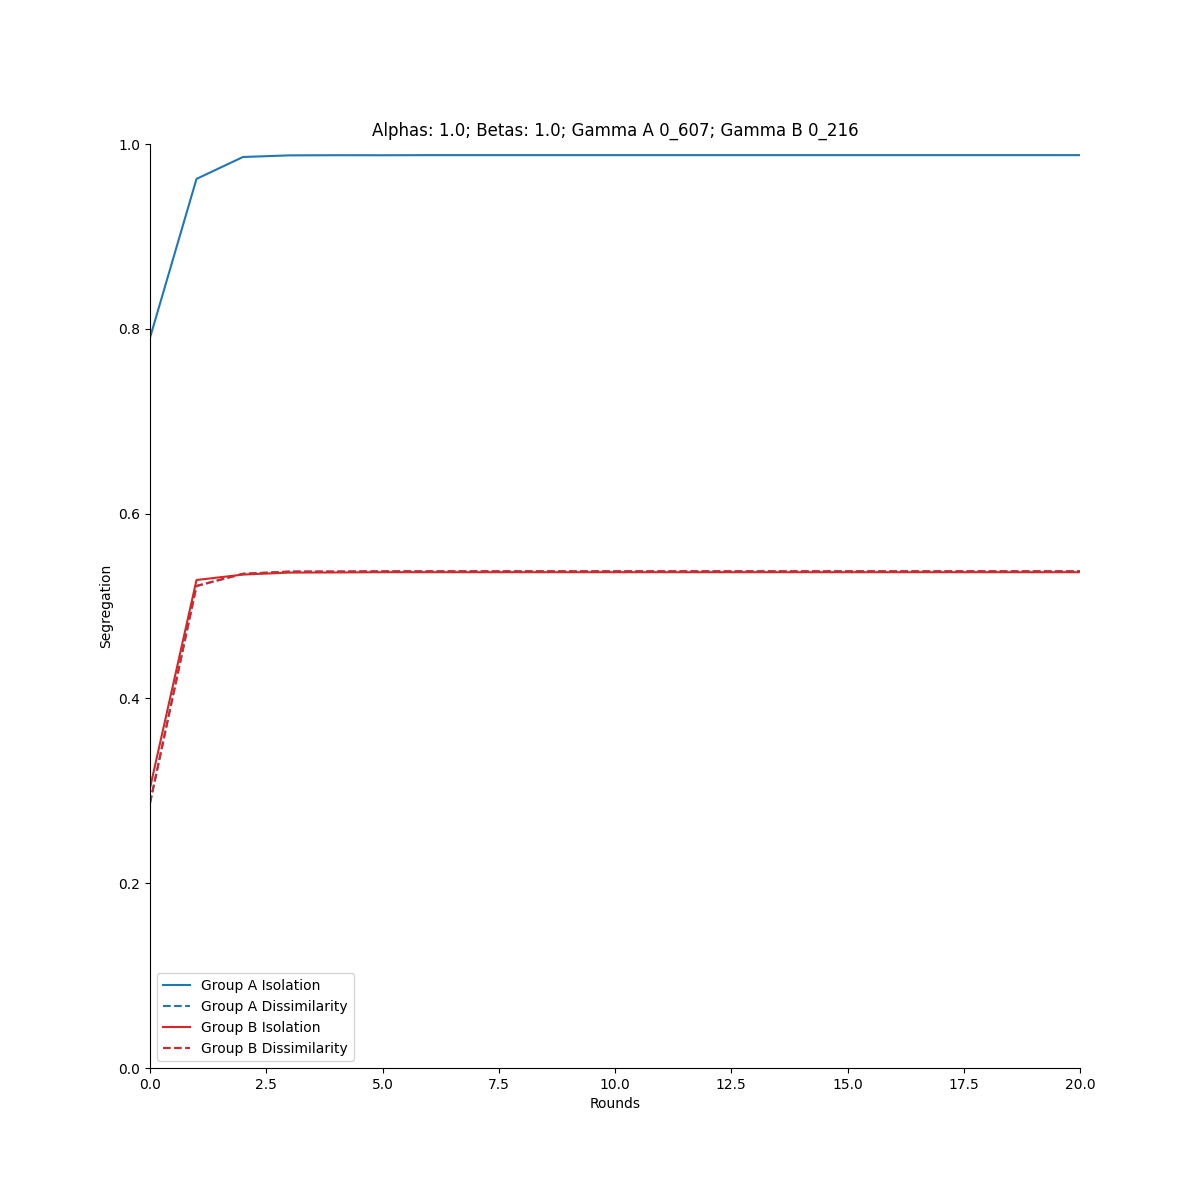 Alphas: 1.0; Betas: 1.0; Gamma A 0_607; Gamma B 0_216
1.0
0.8
0.6
0.4
0.2
0.0
Segregation
Group A Isolation
Group A Dissimilarity
Group B Isolation
Group B Dissimilarity
0.0 2.5 5.0 7.5 10.0 12.5 15.0 17.5 20.0
Rounds